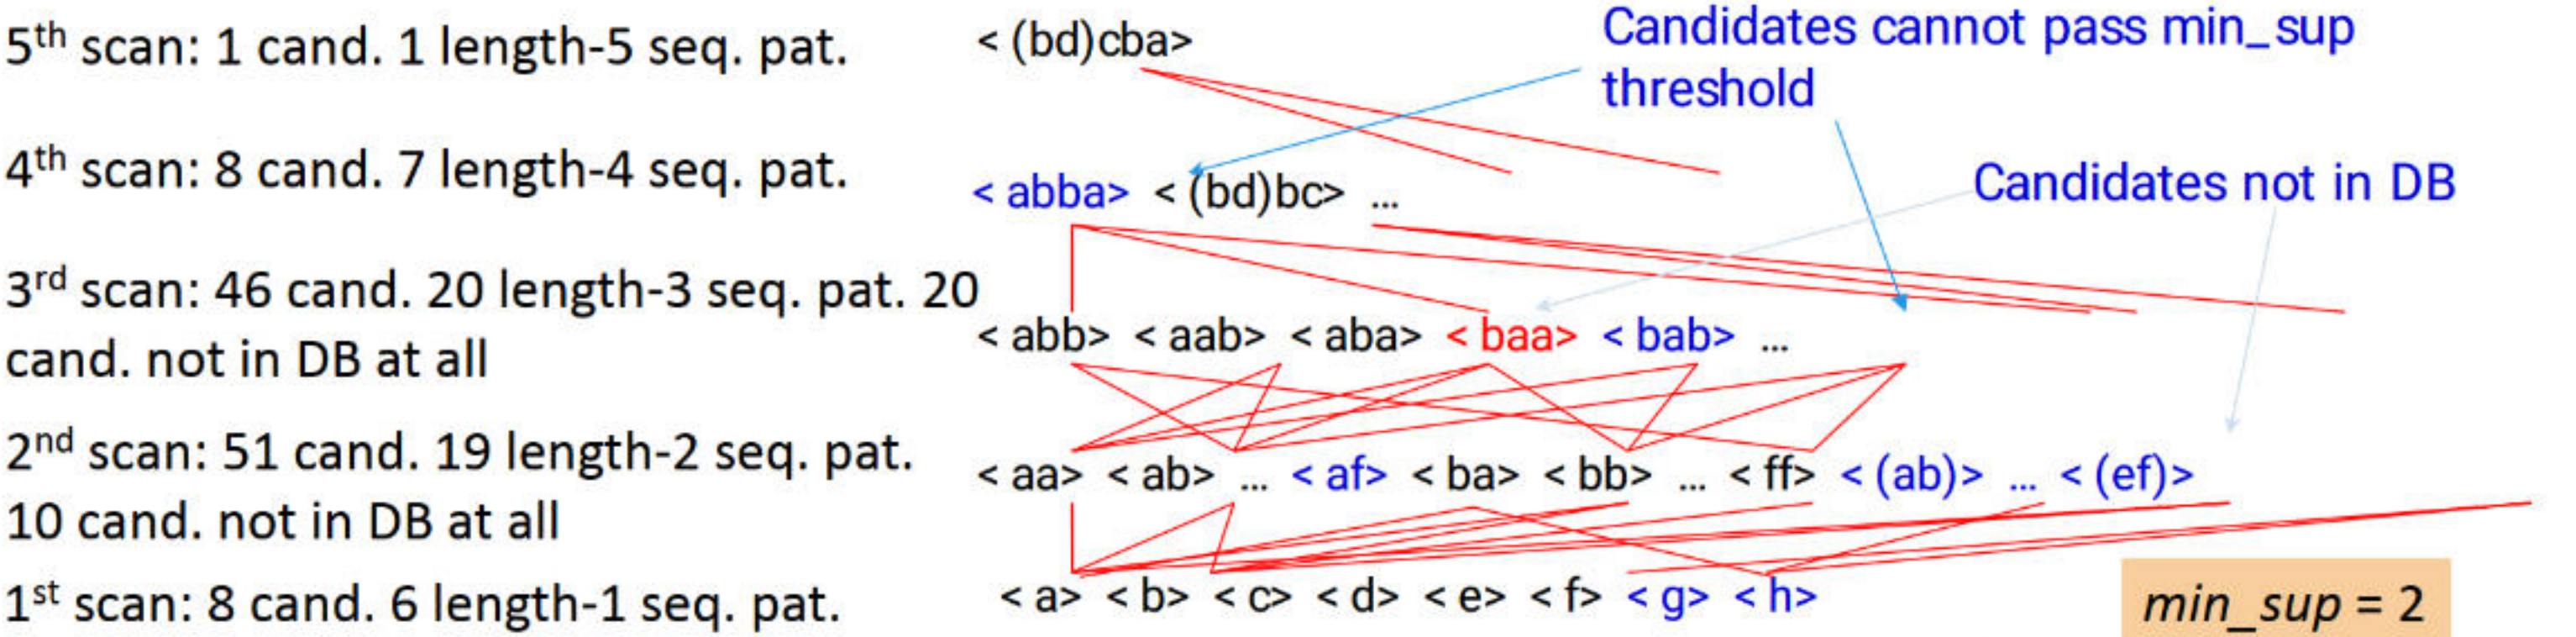 5th scan: 1 cand. 1 length-5 seq. pat.
< (bd)cba>
Candidates cannot pass min_sup
threshold
4th scan: 8 cand. 7 length-4 seq. pat.
< abba> < (bd)bc> ...
Candidates not in DB
3rd scan: 46 cand. 20 length-3 seq. pat. 20
cand. not in DB at all
< abb> < aab> < aba> < baa> < bab> ...
2nd scan: 51 cand. 19 length-2 seq. pat.
10 cand. not in DB at all
< aa> < ab> ... < af> < ba> < bb> ... < ff> < (ab)> ... < (ef)>
1st scan: 8 cand. 6 length-1 seq. pat.
< a> < b> < c> < d> < e> < f> < g> < h>
min_sup = 2